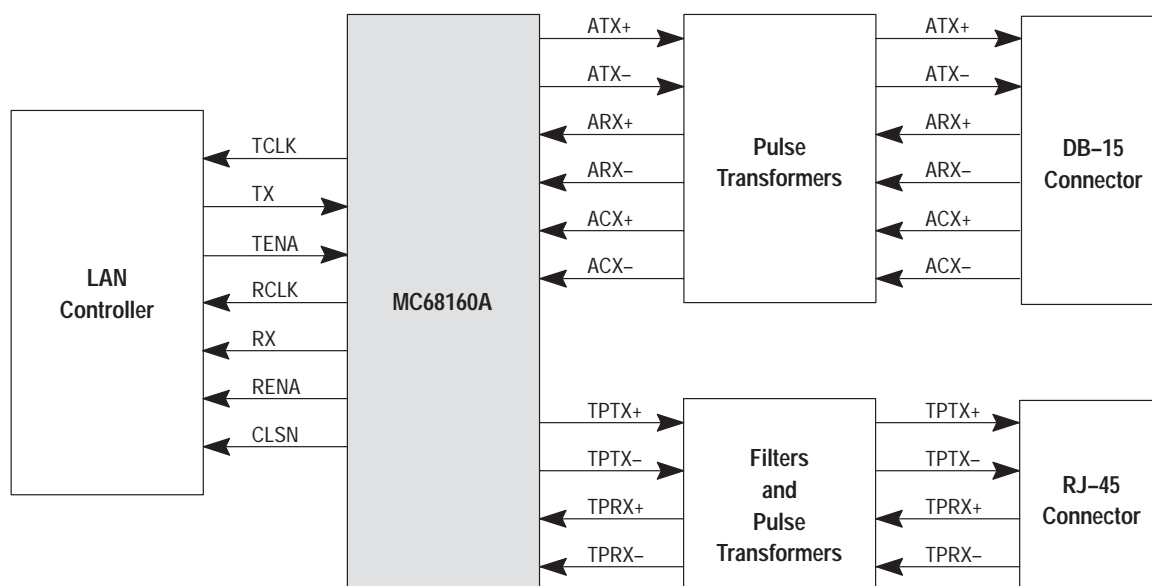 ATX+
ATX–
ARX+
ARX–
ACX+
ACX–
Pulse
Transformers
ATX+
ATX–
ARX+
ARX–
ACX+
ACX–
DB–15
Connector
LAN
Controller
TCLK
TX
TENA
RCLK
RX
RENA
CLSN
MC68160A
TPTX+
TPTX–
TPRX+
TPRX–
Filters
and
Pulse
Transformers
TPTX+
TPTX–
TPRX+
TPRX–
RJ–45
Connector